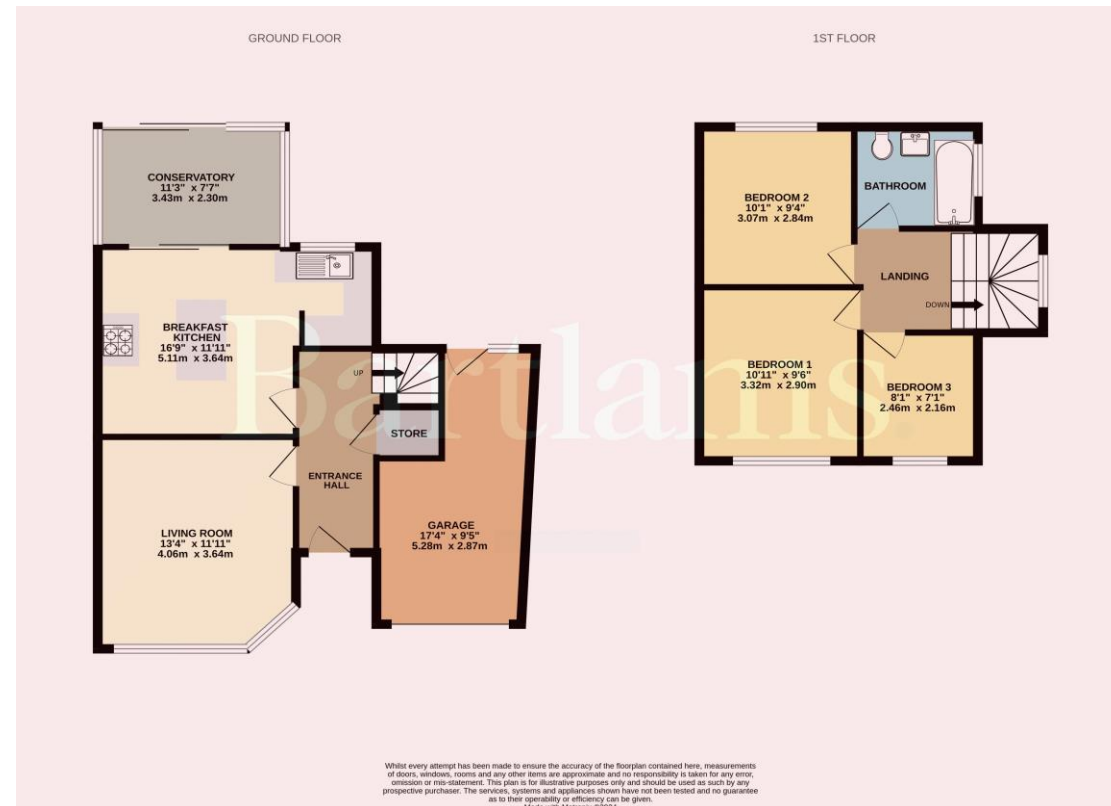 GROUND FLOOR
1ST FLOOR
CONSERVATORY
11'3" x 7'7"
3.43m x 2.30m
BREAKFAST
KITCHEN
16'9" x 11'11"
5.11m x 3.64m
UP
STORE
ENTRANCE
HALL
LIVING ROOM
13'4" x 11'11"
4.06m x 3.64m
GARAGE
17'4" x 9'5"
5.28m x 2.87m
BEDROOM 2
10'1" x 9'4"
3.07m x 2.84m
BATHROOM
LANDING
DOWN
BEDROOM 1
10'11" x 9'6"
3.32m x 2.90m
BEDROOM 3
8'1" x 7'1"
2.46m x 2.16m
Bartlams.
Whilst every attempt has been made to ensure the accuracy of the floorplan contained here, measurements
of doors, windows, rooms and any other items are approximate and no responsibility is taken for any error,
omission or mis-statement. This plan is for illustrative purposes only and should be used as such by any
prospective purchaser. The services, systems and appliances shown have not been tested and no guarantee
as to their operability or efficiency can be given.
Made with Metropix ©2024